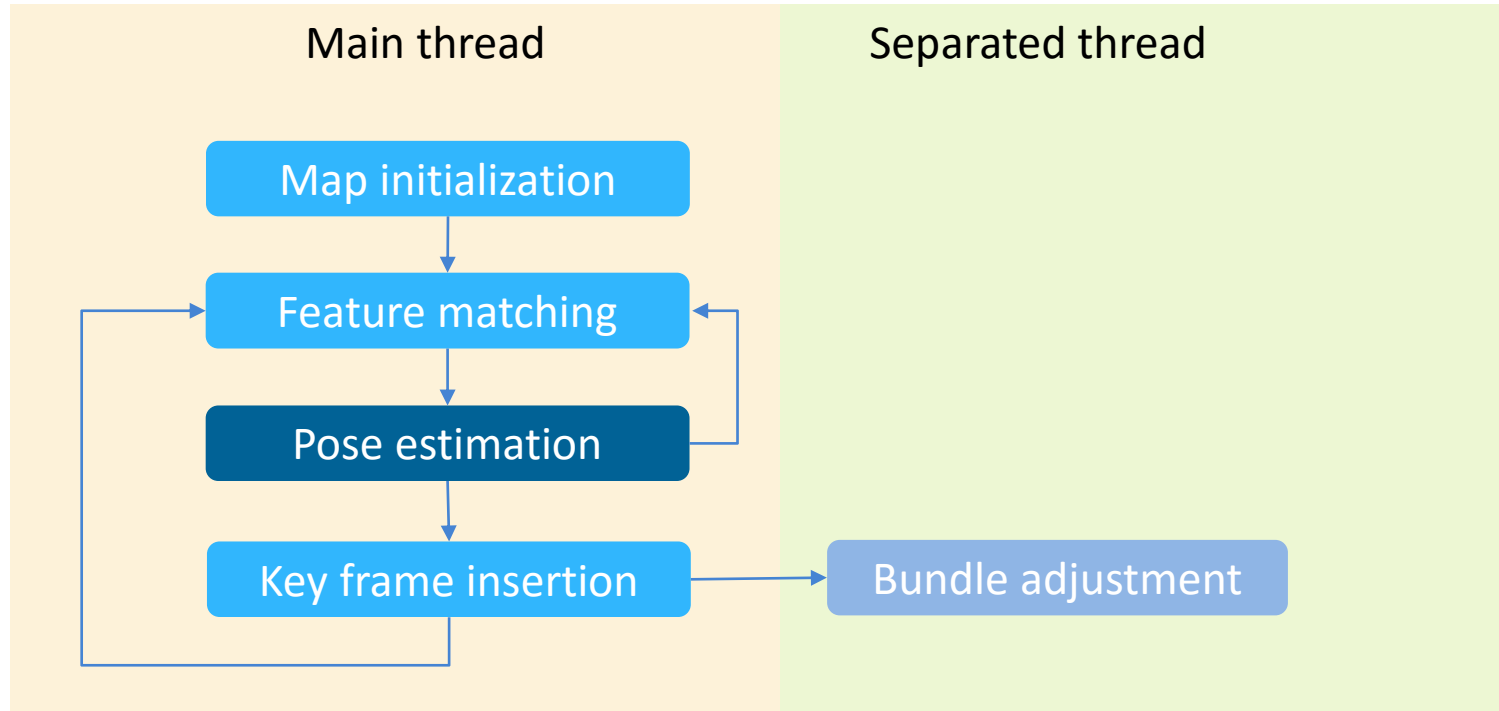 Main thread
Separated thread
Map initialization
Feature matching
Pose estimation
Key frame insertion
Bundle adjustment